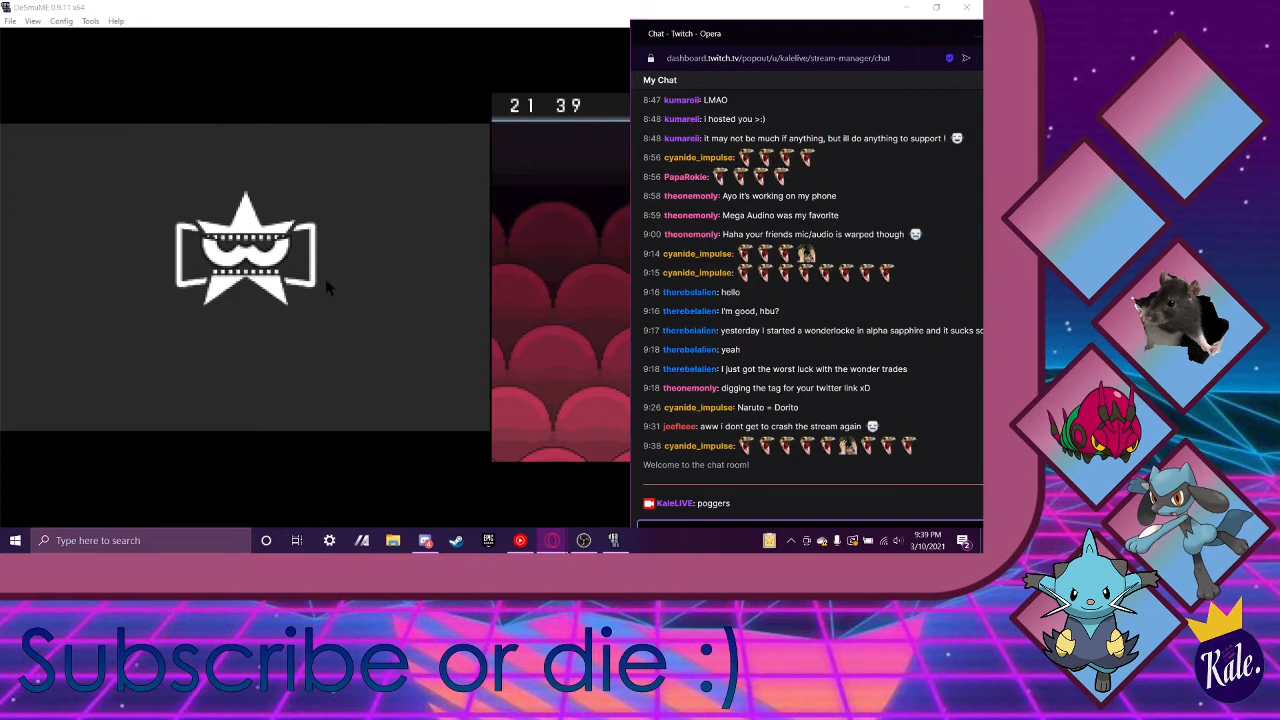 DeSmuME 0.9.11 x64
File View Config Tools Help
21 39
Chat - Twitch - Opera
dashboard.twitch.tv/popout/u/kalelive/stream-manager/chat
My Chat
8:47 kumareii: LMAO
8:48 kumareii: i hosted you >:)
8:48 kumareii: it may not be much if anything, but ill do anything to support !
8:56 cyanide_impulse:
8:56 PapaRokie:
8:58 theonemonly: Ayo it's working on my phone
8:59 theonemonly: Mega Audino was my favorite
9:00 theonemonly: Haha your friends mic/audio is warped though
9:14 cyanide_impulse:
9:15 cyanide_impulse:
9:16 therebelalien: hello
9:16 therebelalien: I'm good, hbu?
9:17 therebelalien: yesterday I started a wonderlocke in alpha sapphire and it sucks
9:18 therebelalien: yeah
9:18 therebelalien: I just got the worst luck with the wonder trades
9:18 theonemonly: digging the tag for your twitter link xD
9:26 cyanide_impulse: Naruto = Dorito
9:31 jeefleee: aww i dont get to crash the stream again
9:38 cyanide_impulse:
Welcome to the chat room!
KaleLIVE: poggers
Type here to search
9:39 PM
3/10/2021
Subscribe or die :)
Kale.